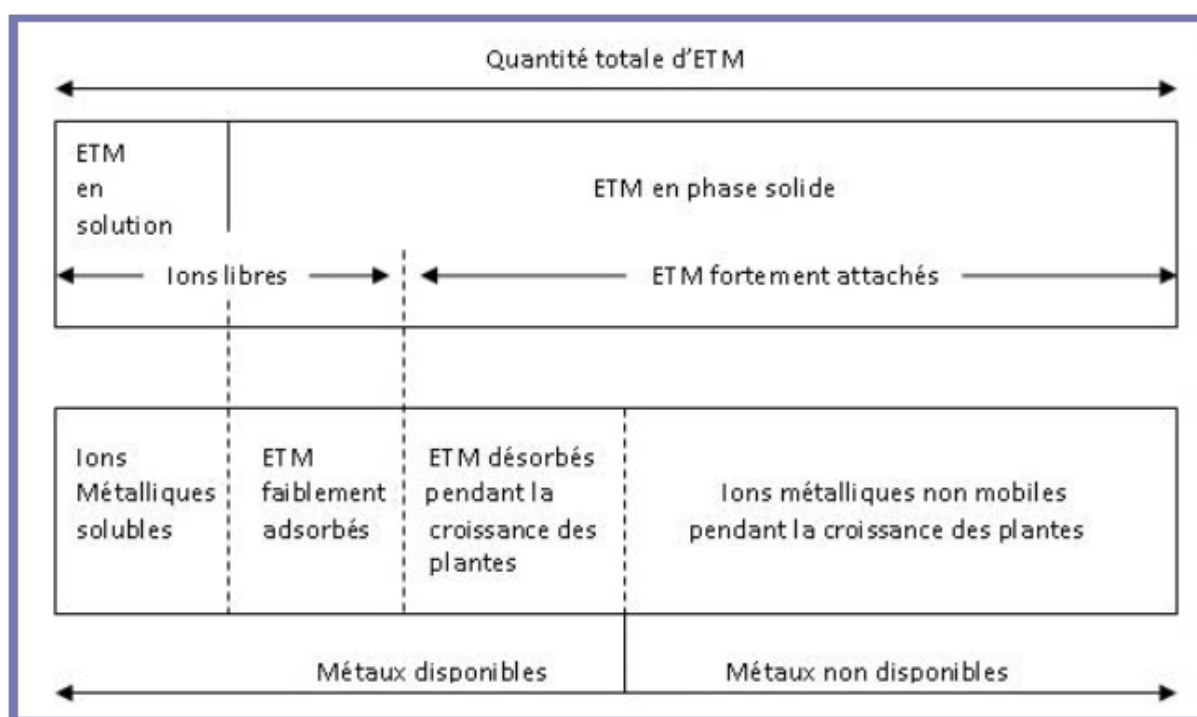 Quantité totale d’ETM
ETM
en
solution
ETM en phase solide
Ions libres
ETM fortement attachés
Ions
Métalliques
solubles
ETM
faiblement
adsorbés
ETM désorbés
pendant la
croissance des
plantes
Ions métalliques non mobiles
pendant la croissance des plantes
Métaux disponibles
Métaux non disponibles